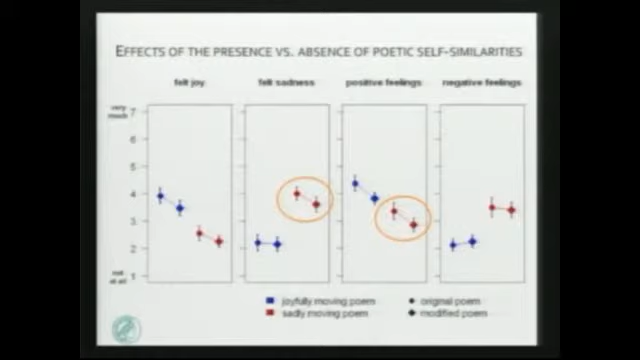 EFFECTS OF THE PRESENCE VS. ABSENCE OF POETIC SELF-SIMILARITIES
felt joy felt sadness positive feelings negative feelings
very much
7
6
5
4
3
2
1
not at all
joyfully moving poem original poem
sadly moving poem modified poem